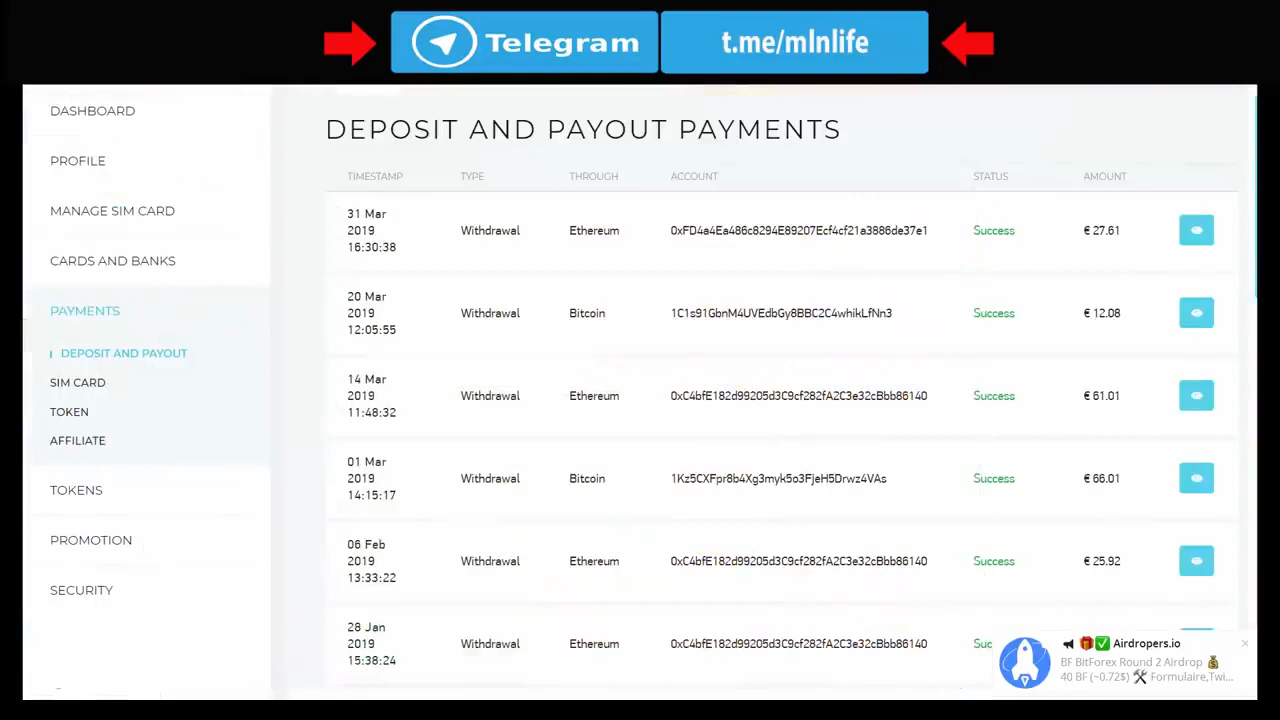 Telegram
t.me/mlnlife
DASHBOARD
PROFILE
MANAGE SIM CARD
CARDS AND BANKS
PAYMENTS
DEPOSIT AND PAYOUT
SIM CARD
TOKEN
AFFILIATE
TOKENS
PROMOTION
SECURITY
DEPOSIT AND PAYOUT PAYMENTS
TIMESTAMP TYPE THROUGH ACCOUNT STATUS AMOUNT
31 Mar
2019
16:30:38
Withdrawal Ethereum 0xFD4a4Ea486c8294E89207Ecf4cf21a3886de37e1 Success € 27.61
20 Mar
2019
12:05:55
Withdrawal Bitcoin 1C1s91GbnM4UVEdbGy8BBC2C4whikLfNn3 Success € 12.08
14 Mar
2019
11:48:32
Withdrawal Ethereum 0xC4bfE182d99205d3C9cf282fA2C3e32cBbb86140 Success € 61.01
01 Mar
2019
14:15:17
Withdrawal Bitcoin 1Kz5CXFpr8b4Xg3myk5o3FjeH5Drwz4VAs Success € 66.01
06 Feb
2019
13:33:22
Withdrawal Ethereum 0xC4bfE182d99205d3C9cf282fA2C3e32cBbb86140 Success € 25.92
28 Jan
2019
15:38:24
Withdrawal Ethereum 0xC4bfE182d99205d3C9cf282fA2C3e32cBbb86140 Suc
Airdropers.io
BF BitForex Round 2 Airdrop
40 BF (~0.72$) Formulaire,Twi...